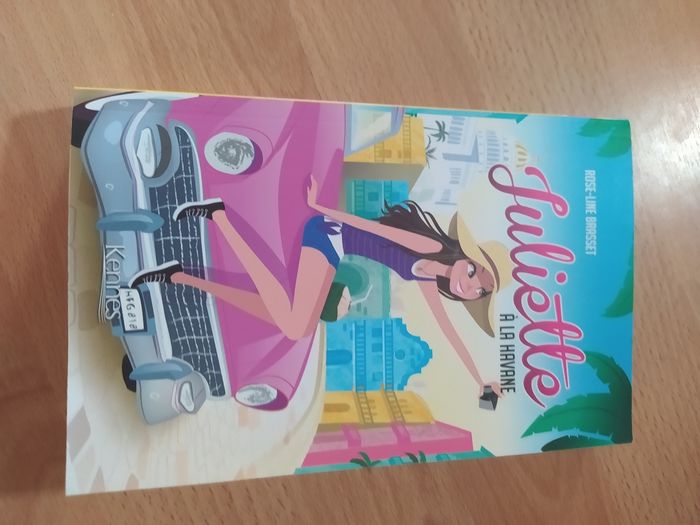 ROSE-LINE BRASSET
Juliette
À LA HAVANE
Kennes